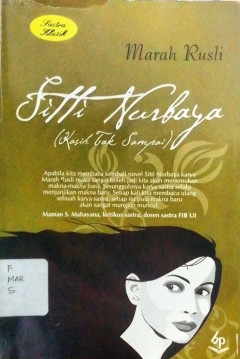 Sastra
Klasik
Marah Rusli
Sitti Nurbaya
(Kasih Tak Sampai)
Apabila kita membaca kembali novel Sitti Nurbaya karya
Marah Rusli maka sangat boleh jadi kita akan menemukan
makna-makna baru. Sesungguhnya karya sastra selalu
menjanjikan makna baru. Setiap kali kita membaca ulang
sebuah karya sastra, setiap itu pula makna baru
akan sangat mungkin muncul.
Maman S. Mahayana, kritikus sastra, dosen sastra FIB-UI
F
MAR
S
bp